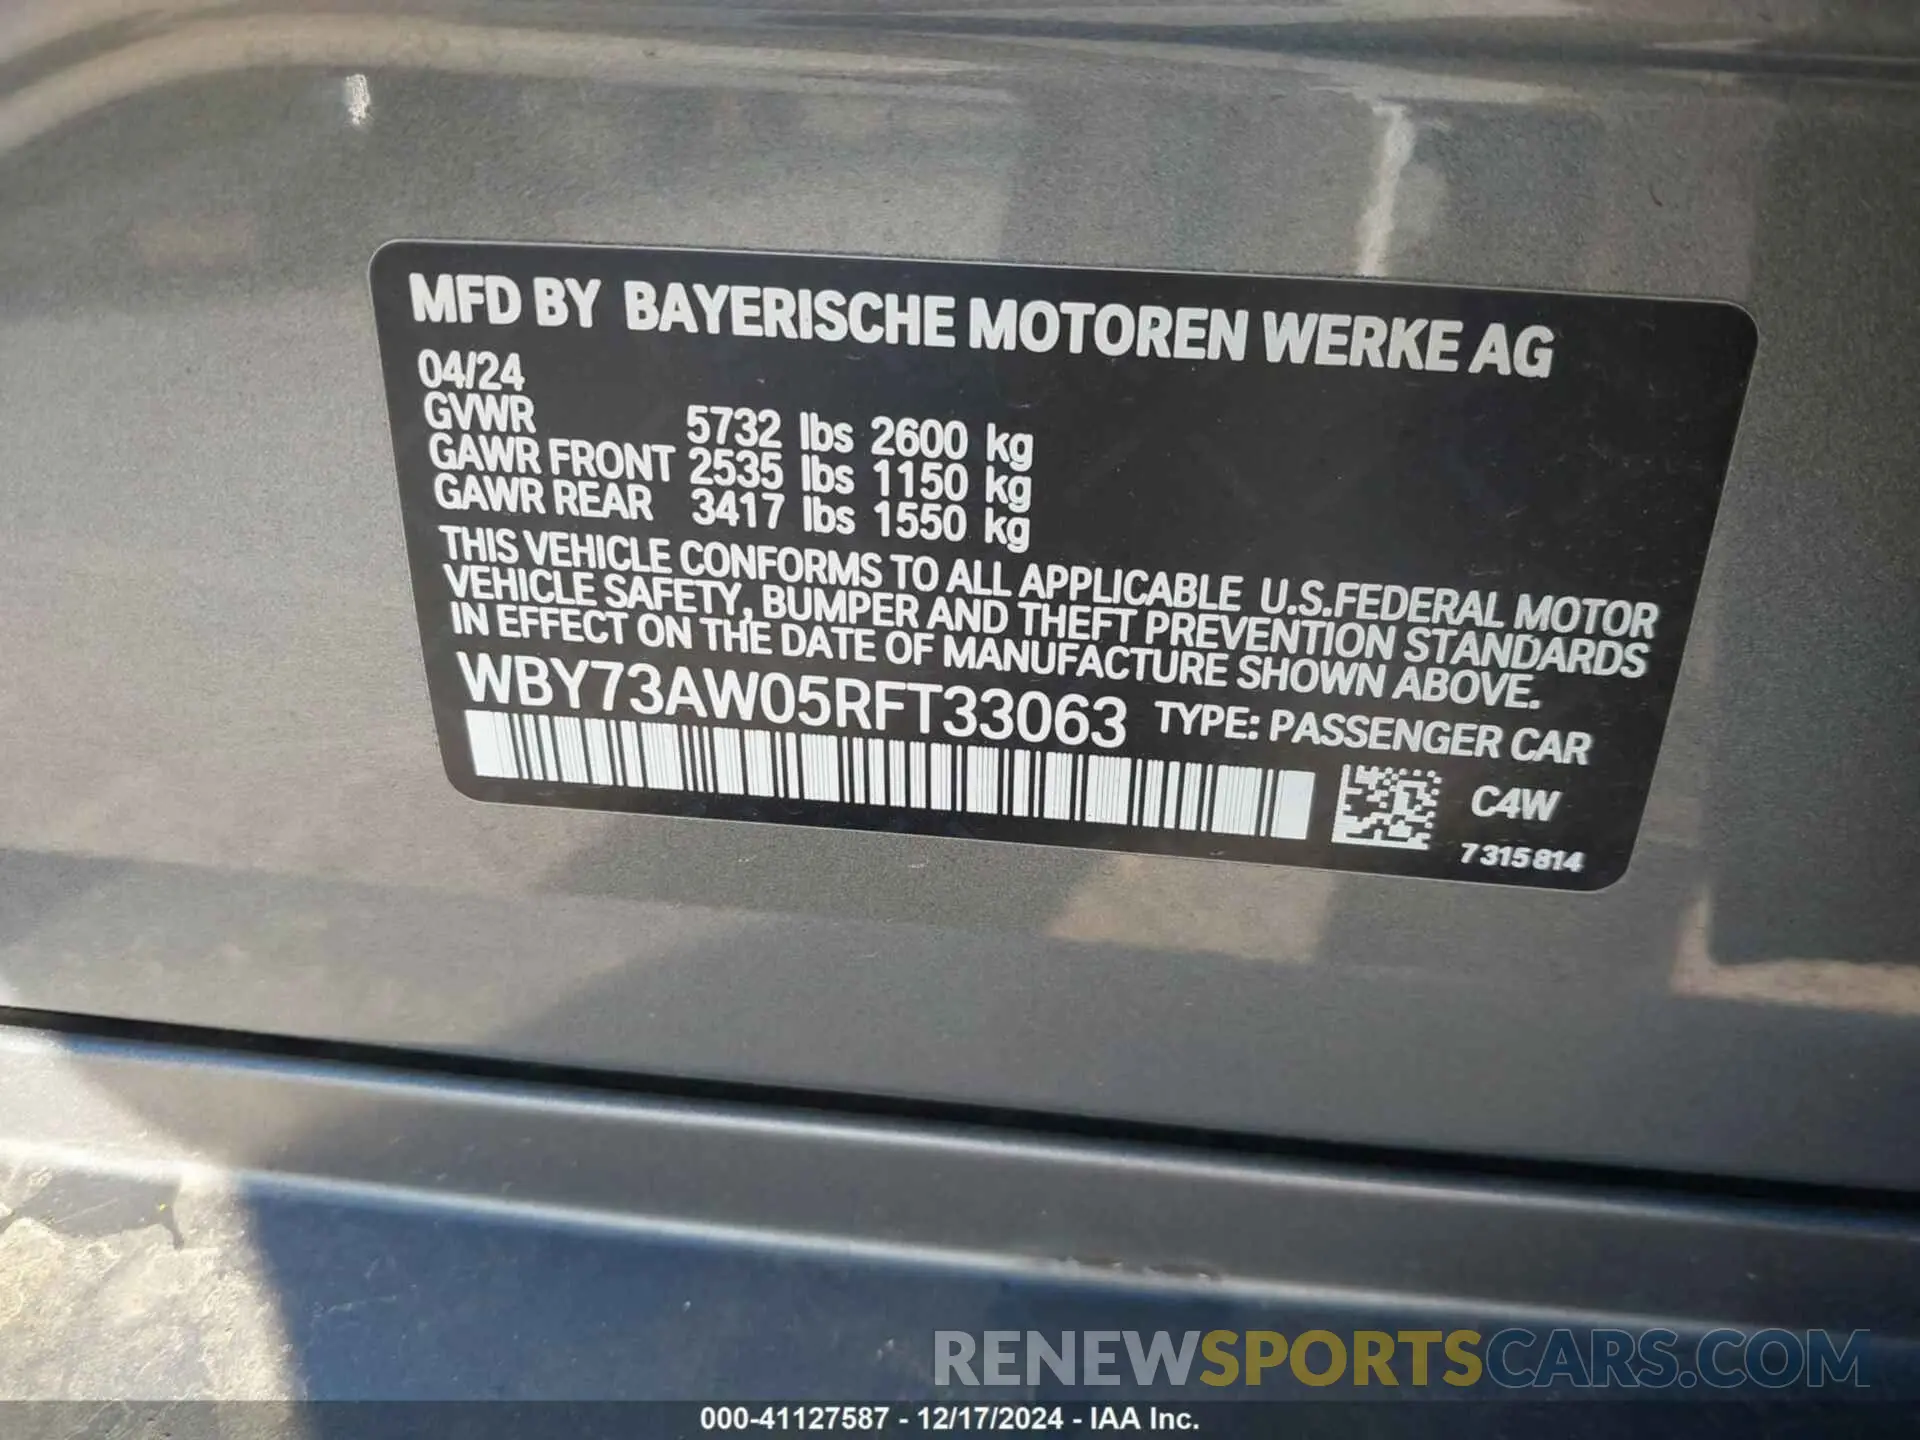 MFD BY BAYERISCHE MOTOREN WERKE AG
04/24
GVWR 5732 lbs 2600 kg
GAWR FRONT 2535 lbs 1150 kg
GAWR REAR 3417 lbs 1550 kg
THIS VEHICLE CONFORMS TO ALL APPLICABLE U.S.FEDERAL MOTOR
VEHICLE SAFETY, BUMPER AND THEFT PREVENTION STANDARDS
IN EFFECT ON THE DATE OF MANUFACTURE SHOWN ABOVE.
WBY73AW05RFT33063 TYPE: PASSENGER CAR
C4W
7315814
RENEWSPORTSCARS.COM
000-41127587 - 12/17/2024 - IAA Inc.